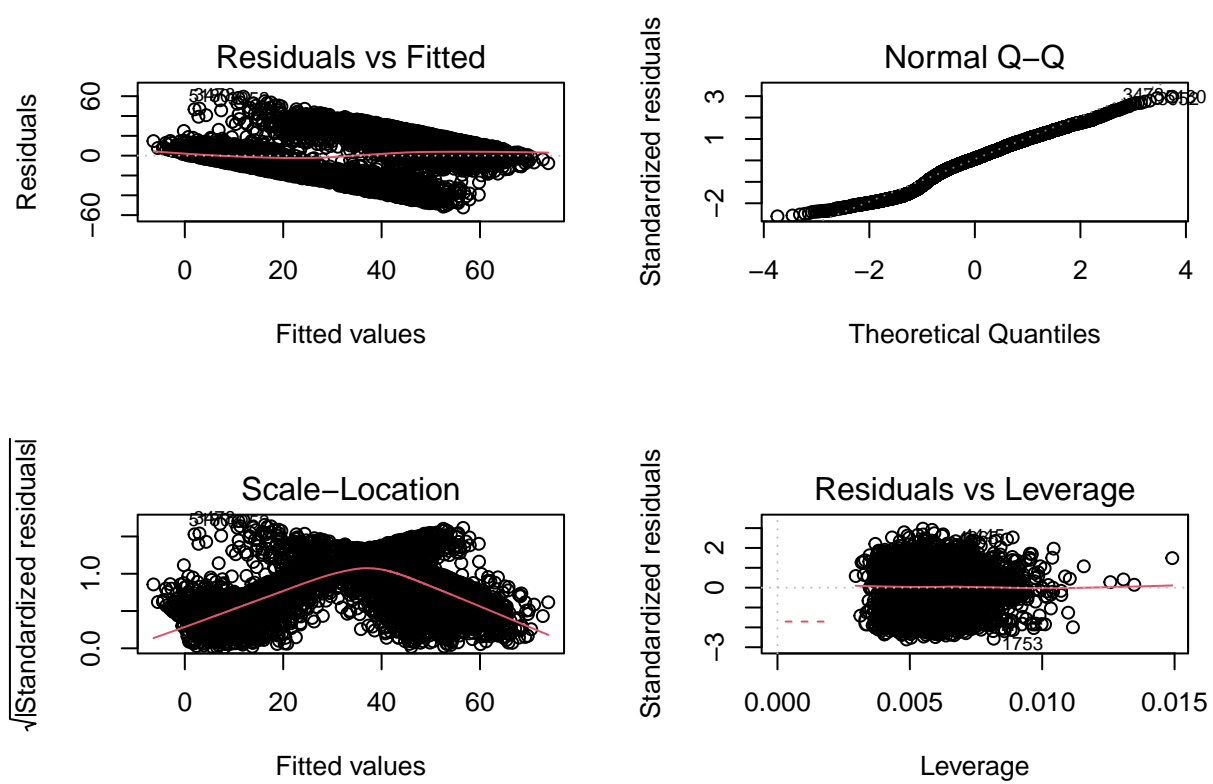 Residuals vs Fitted
Residuals
60
0
−60
0
20
40
60
Fitted values
Normal Q−Q
Standardized residuals
3
1
−2
3478
−4
−2
0
2
4
Theoretical Quantiles
Scale−Location
√|Standardized residuals|
1.0
0.0
0
20
40
60
Fitted values
Residuals vs Leverage
Standardized residuals
2
0
−3
1753
0.000
0.005
0.010
0.015
Leverage